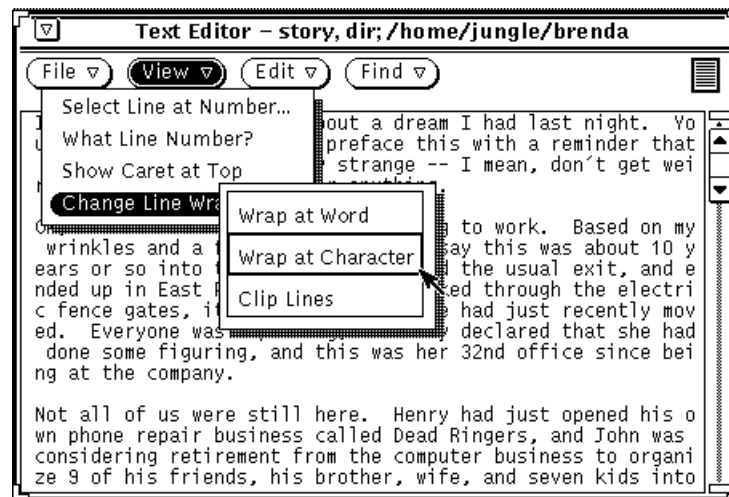 Text Editor – story, dir; /home/jungle/brenda
File View Edit Find
Select Line at Number...
What Line Number?
Show Caret at Top
Change Line Wra
Wrap at Word
Wrap at Character
Clip Lines
out a dream I had last night. Yo
u preface this with a reminder that
strange -- I mean, don't get wei
to work. Based on my
wrinkles and a say this was about 10 y
ears or so into the usual exit, and e
nded up in East ed through the electri
c fence gates, i had just recently mov
ed. Everyone was declared that she had
done some figuring, and this was her 32nd office since bei
ng at the company.
Not all of us were still here. Henry had just opened his o
wn phone repair business called Dead Ringers, and John was
considering retirement from the computer business to organi
ze 9 of his friends, his brother, wife, and seven kids into